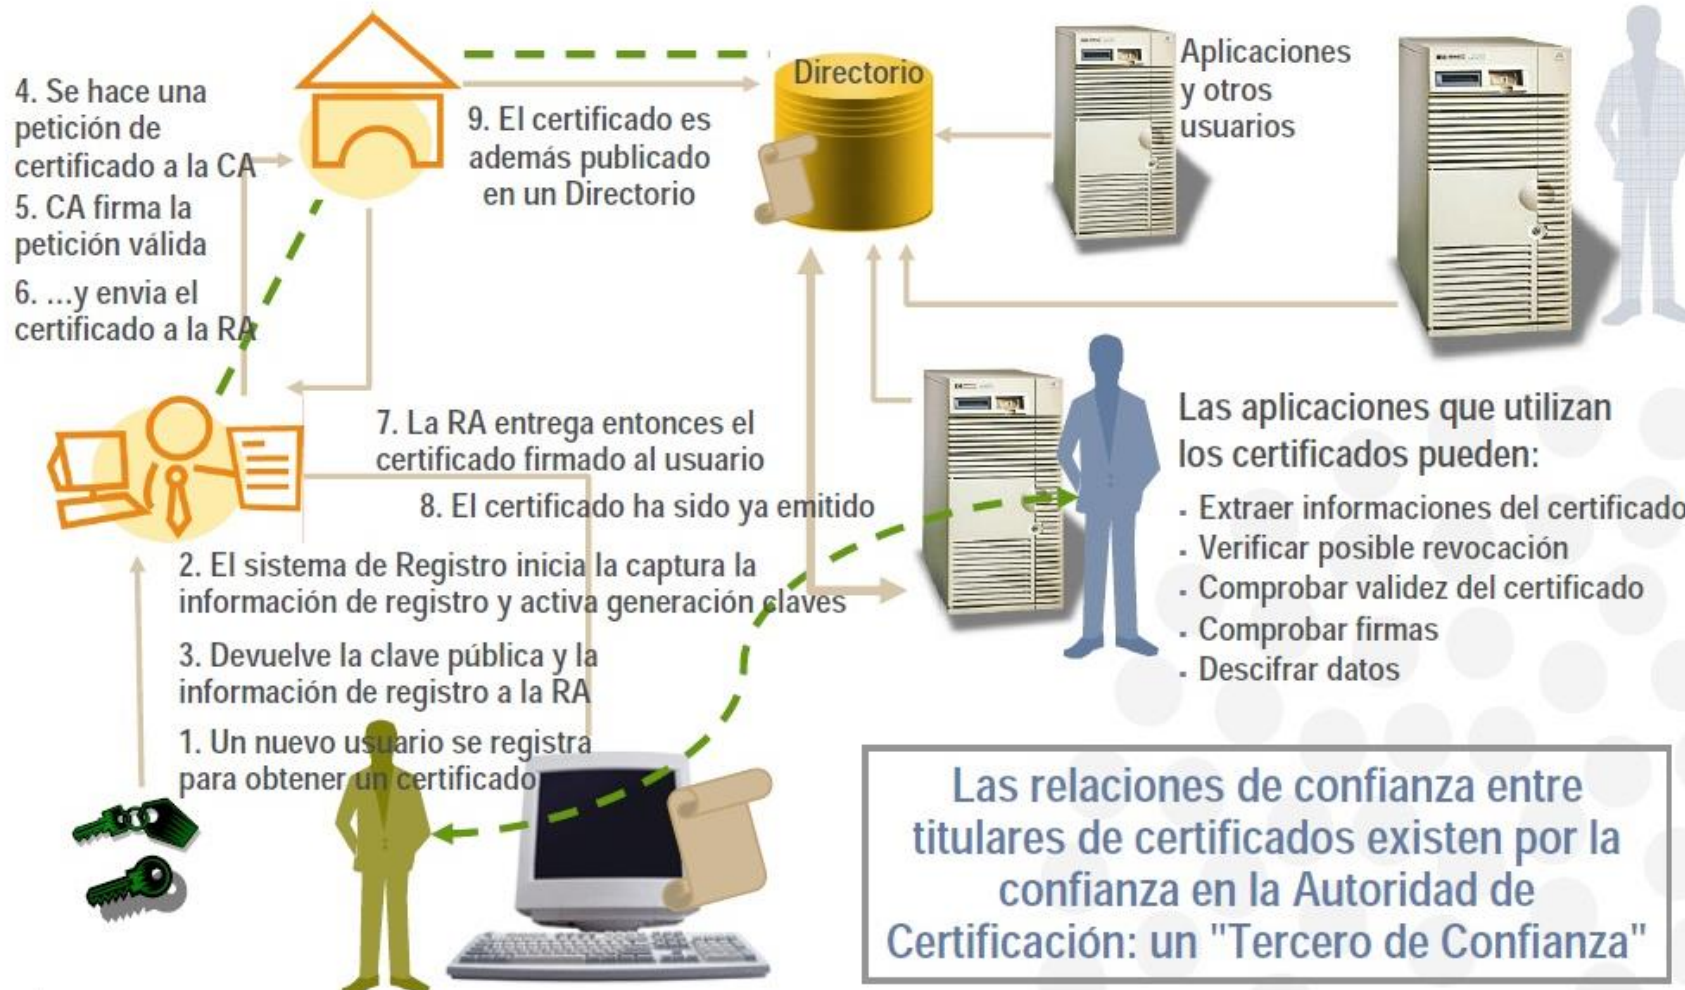 4. Se hace una
petición de
certificado a la CA
5. CA firma la
petición válida
6. ...y envia el
certificado a la RA
9. El certificado es
además publicado
en un Directorio
Directorio
Aplicaciones
y otros
usuarios
7. La RA entrega entonces el
certificado firmado al usuario
8. El certificado ha sido ya emitido
2. El sistema de Registro inicia la captura la
información de registro y activa generación claves
3. Devuelve la clave pública y la
información de registro a la RA
1. Un nuevo usuario se registra
para obtener un certificado
Las aplicaciones que utilizan
los certificados pueden:
- Extraer informaciones del certificado
- Verificar posible revocación
- Comprobar validez del certificado
- Comprobar firmas
- Descifrar datos
Las relaciones de confianza entre
titulares de certificados existen por la
confianza en la Autoridad de
Certificación: un "Tercero de Confianza"